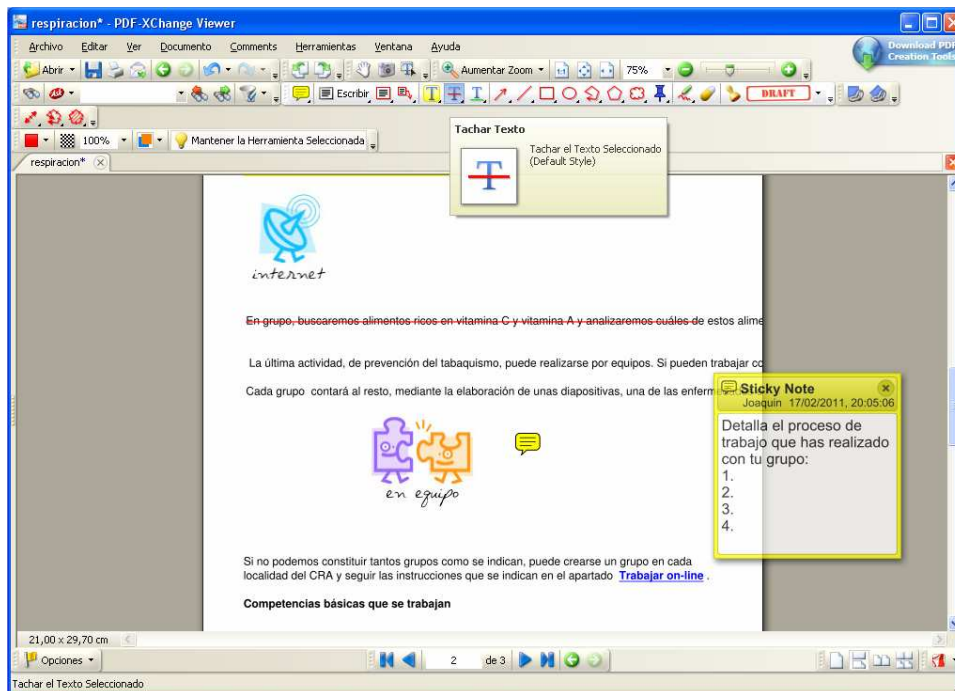 respiracion* - PDF-XChange Viewer
Archivo Editar Ver Documento Comments Herramientas Ventana Ayuda
Download PDF
Creation Tools
Abrir Aumentar Zoom 75%
Escribir DRAFT
100% Mantener la Herramienta Seleccionada
Tachar Texto
Tachar el Texto Seleccionado
(Default Style)
respiracion*
internet
En grupo, buscaremos alimentos ricos en vitamina C y vitamina A y analizaremos cuáles de estos alime
La última actividad, de prevención del tabaquismo, puede realizarse por equipos. Si pueden trabajar co
Cada grupo contará al resto, mediante la elaboración de unas diapositivas, una de las enferme
Sticky Note
Joaquin 17/02/2011, 20:05:06
Detalla el proceso de
trabajo que has realizado
con tu grupo:
1.
2.
3.
4.
en equipo
Si no podemos constituir tantos grupos como se indican, puede crearse un grupo en cada
localidad del CRA y seguir las instrucciones que se indican en el apartado Trabajar on-line .
Competencias básicas que se trabajan
21,00 x 29,70 cm
Opciones 2 de 3
Tachar el Texto Seleccionado